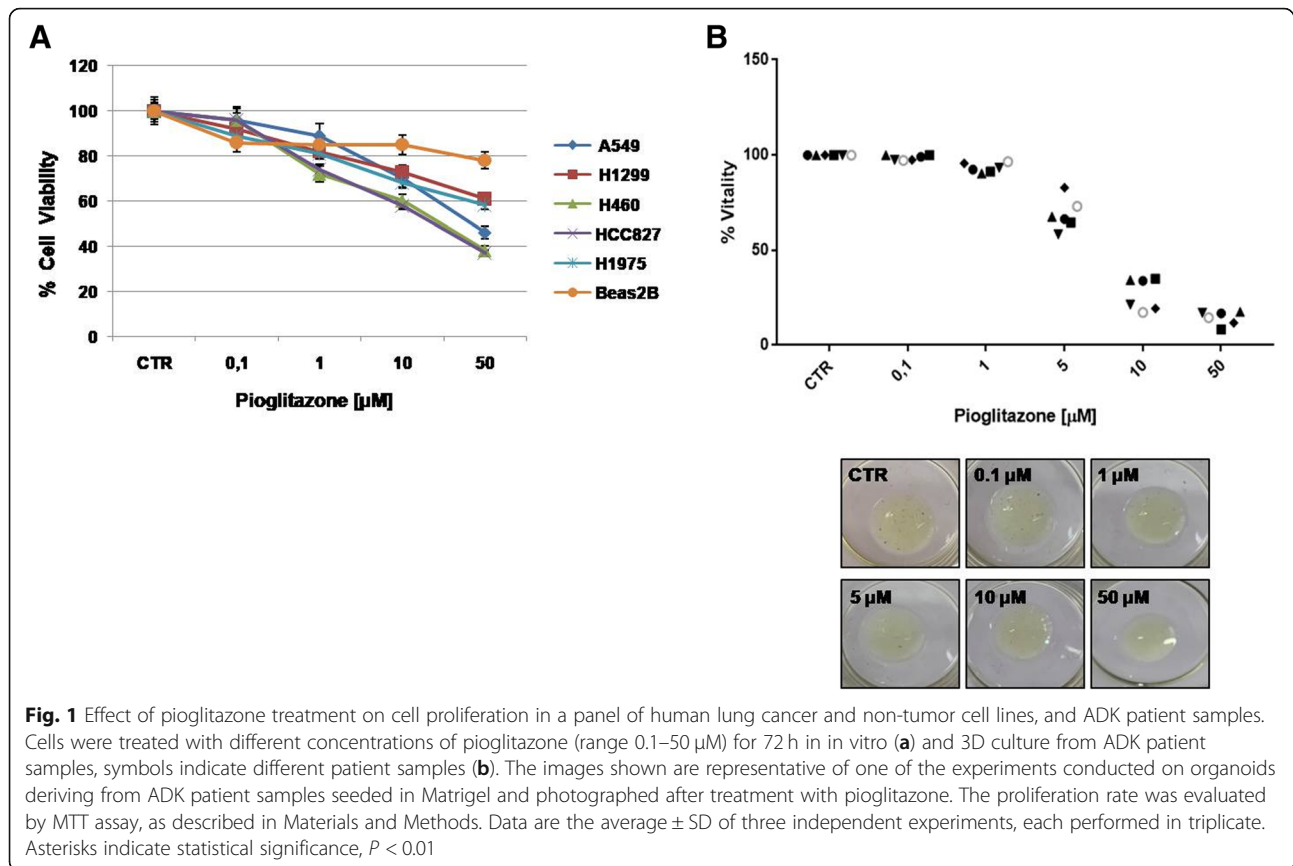 A
B
120
100
80
60
40
20
0
% Cell Viability
CTR 0,1 1 10 50
Pioglitazone [µM]
A549
H1299
H460
HCC827
H1975
Beas2B
150
100
50
0
% Vitality
CTR 0,1 1 5 10 50
Pioglitazone [µM]
CTR 0.1 µM 1 µM
5 µM 10 µM 50 µM
Fig. 1 Effect of pioglitazone treatment on cell proliferation in a panel of human lung cancer and non-tumor cell lines, and ADK patient samples.
Cells were treated with different concentrations of pioglitazone (range 0.1–50 µM) for 72 h in in vitro (a) and 3D culture from ADK patient
samples, symbols indicate different patient samples (b). The images shown are representative of one of the experiments conducted on organoids
deriving from ADK patient samples seeded in Matrigel and photographed after treatment with pioglitazone. The proliferation rate was evaluated
by MTT assay, as described in Materials and Methods. Data are the average ± SD of three independent experiments, each performed in triplicate.
Asterisks indicate statistical significance, P < 0.01